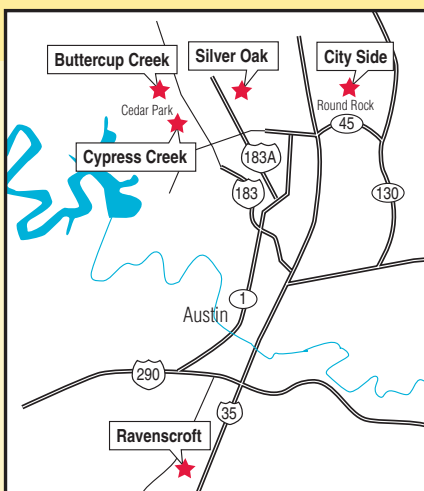 Buttercup Creek
Silver Oak
City Side
Cedar Park
Round Rock
45
Cypress Creek
183A
183
130
1
Austin
290
35
Ravenscroft